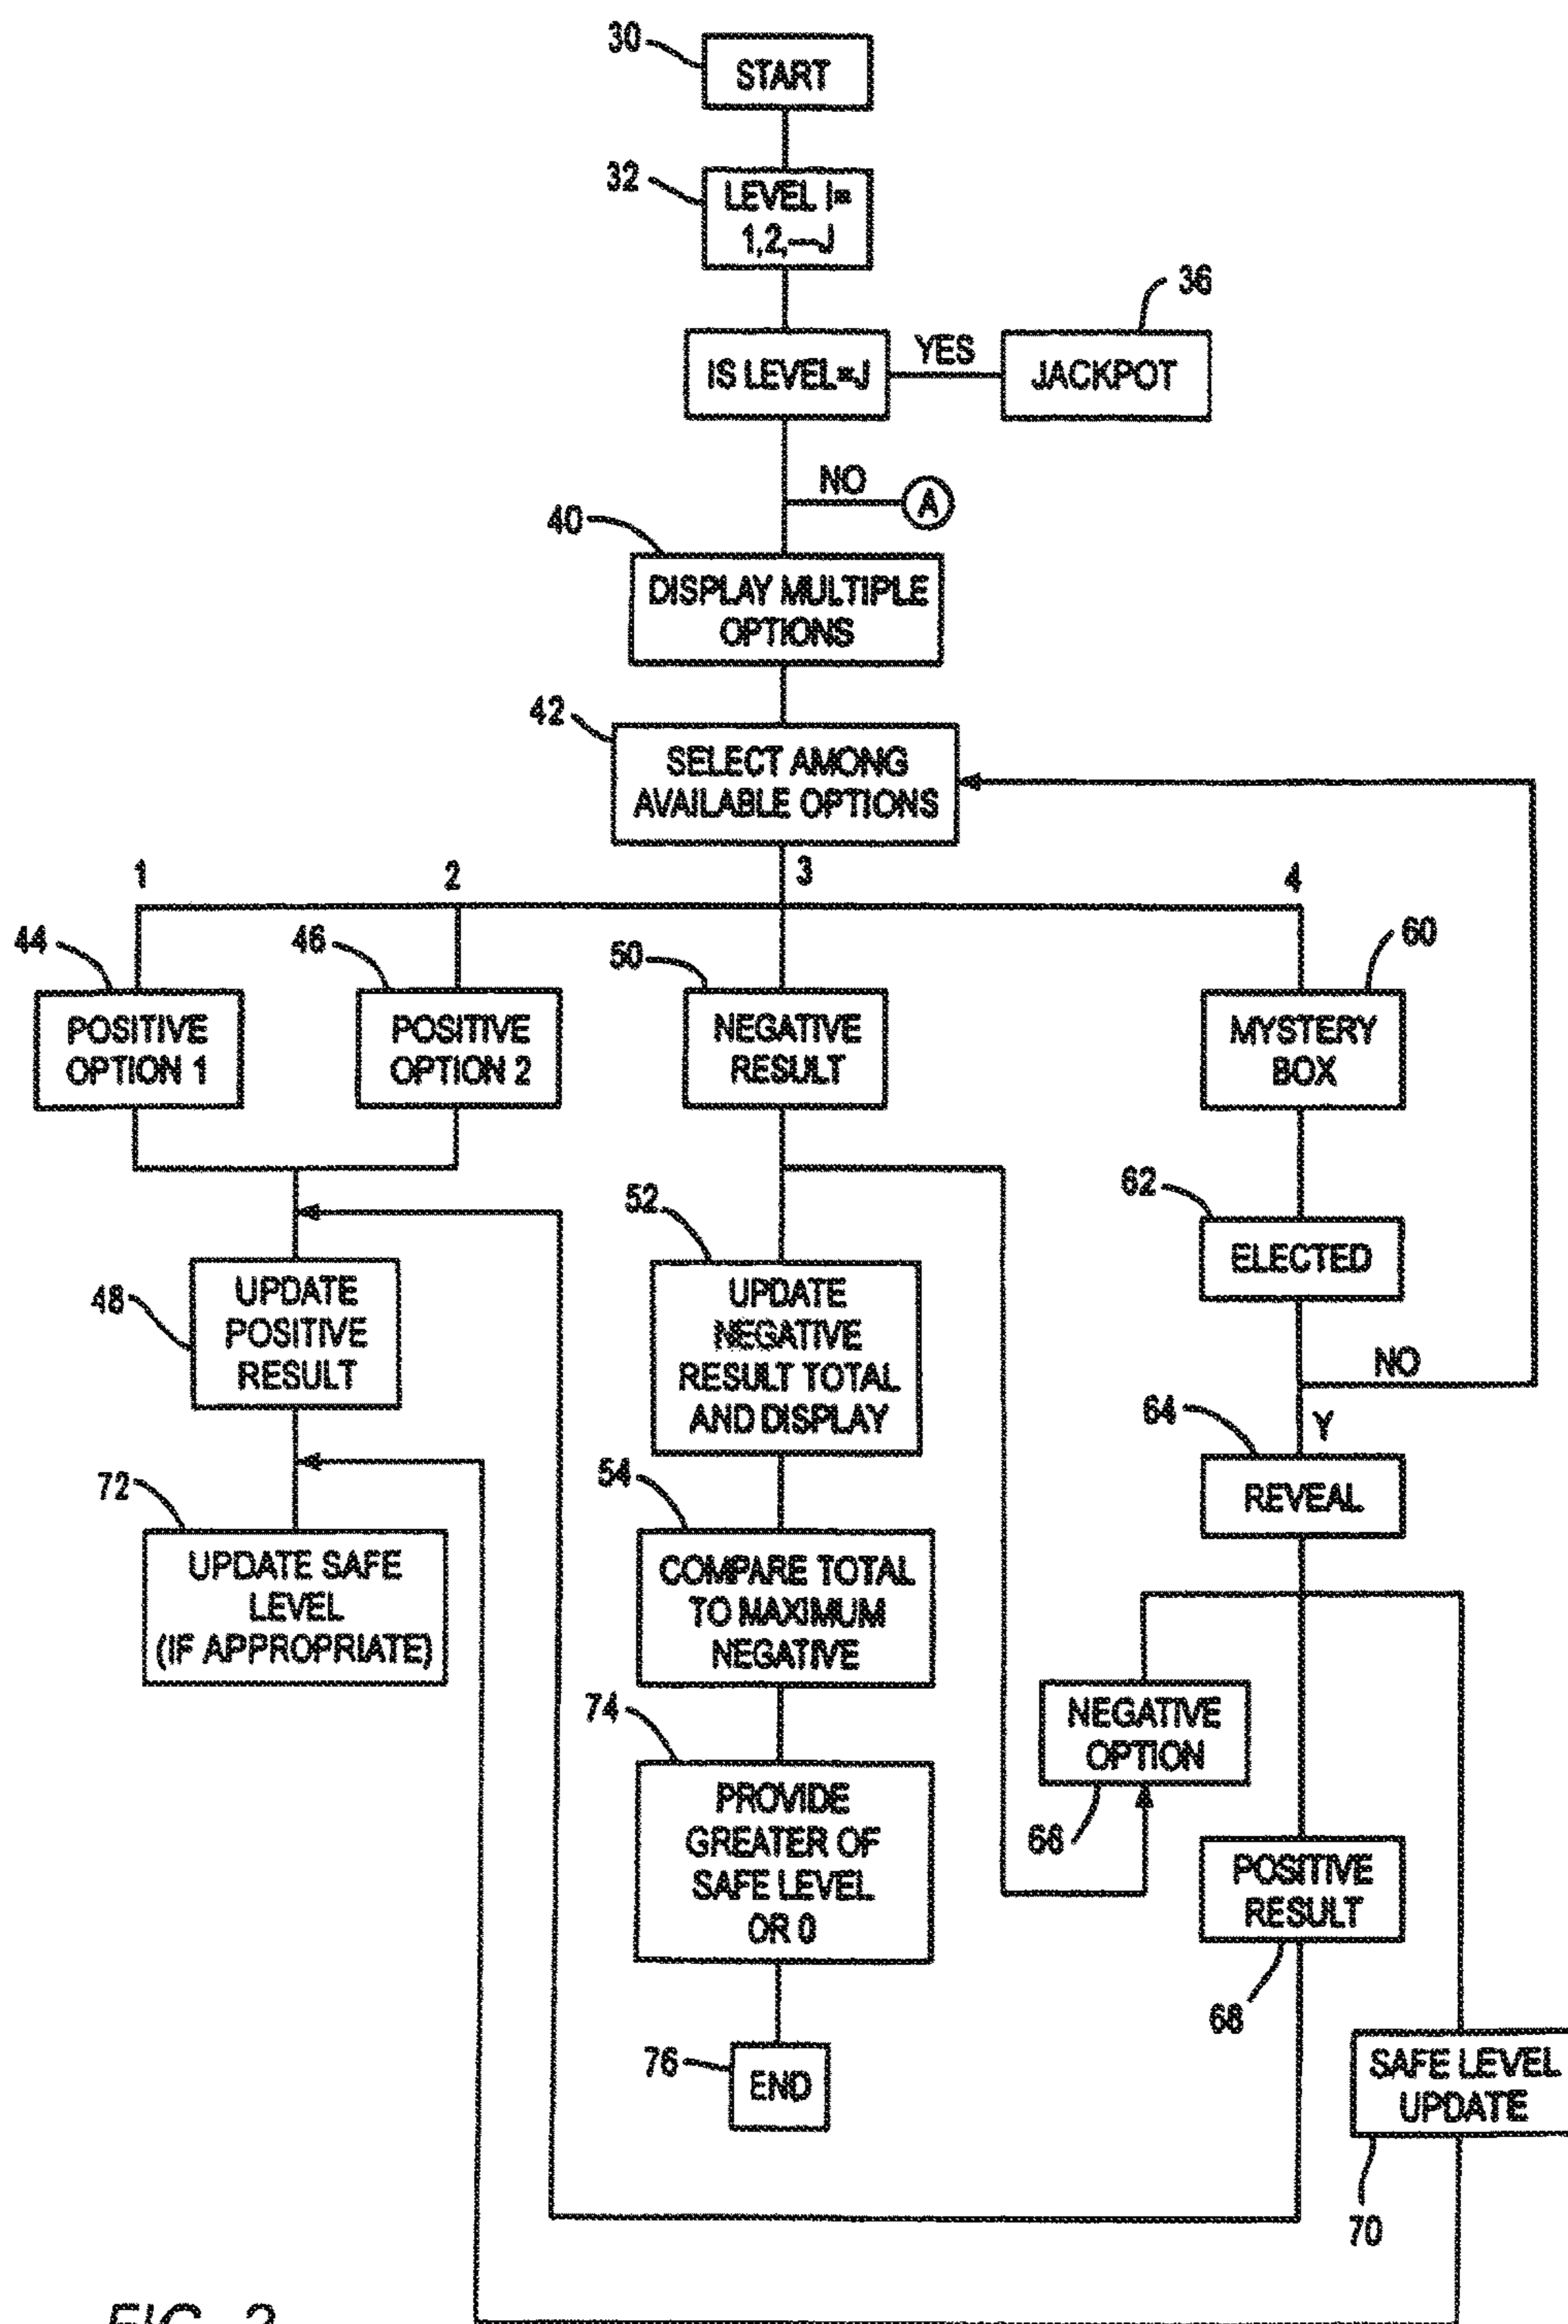 30
START
32
LEVEL I=
1,2,---J
36
IS LEVEL=J
YES
JACKPOT
NO
A
40
DISPLAY MULTIPLE
OPTIONS
42
SELECT AMONG
AVAILABLE OPTIONS
1
2
3
4
44
46
50
60
POSITIVE
OPTION 1
POSITIVE
OPTION 2
NEGATIVE
RESULT
MYSTERY
BOX
62
ELECTED
NO
52
UPDATE
NEGATIVE
RESULT TOTAL
AND DISPLAY
48
UPDATE
POSITIVE
RESULT
64
Y
REVEAL
72
UPDATE SAFE
LEVEL
(IF APPROPRIATE)
54
COMPARE TOTAL
TO MAXIMUM
NEGATIVE
74
PROVIDE
GREATER OF
SAFE LEVEL
OR 0
NEGATIVE
OPTION
68
POSITIVE
RESULT
68
76
END
SAFE LEVEL
UPDATE
70